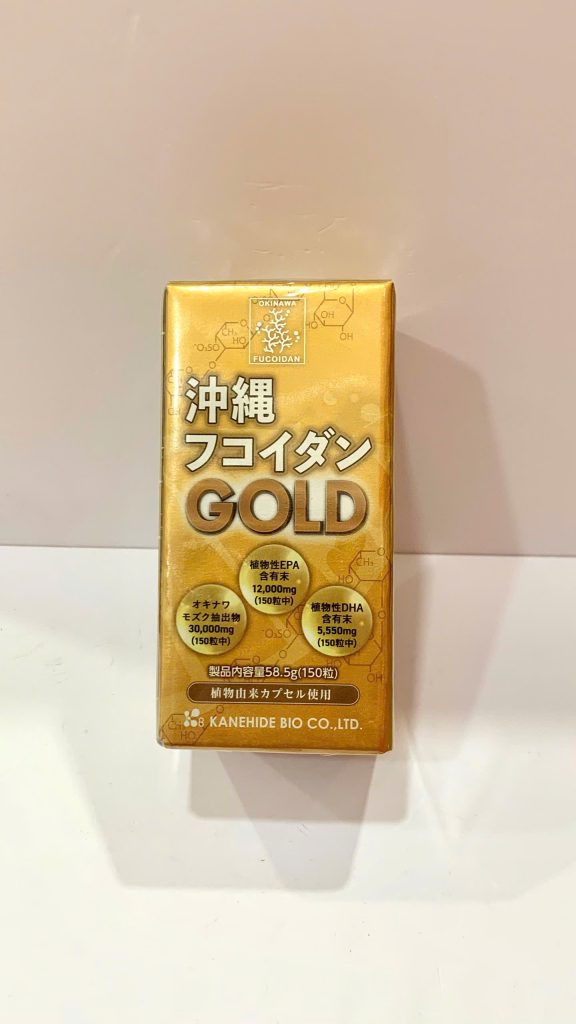 OKINAWA
FUCOIDAN
沖縄
フコイダン
GOLD
植物性EPA
含有末
12,000mg
(150粒中)
オキナワ
モズク抽出物
30,000mg
(150粒中)
植物性DHA
含有末
5,550mg
(150粒中)
製品内容量58.5g(150粒)
植物由来カプセル使用
KANEHIDE BIO CO.,LTD.